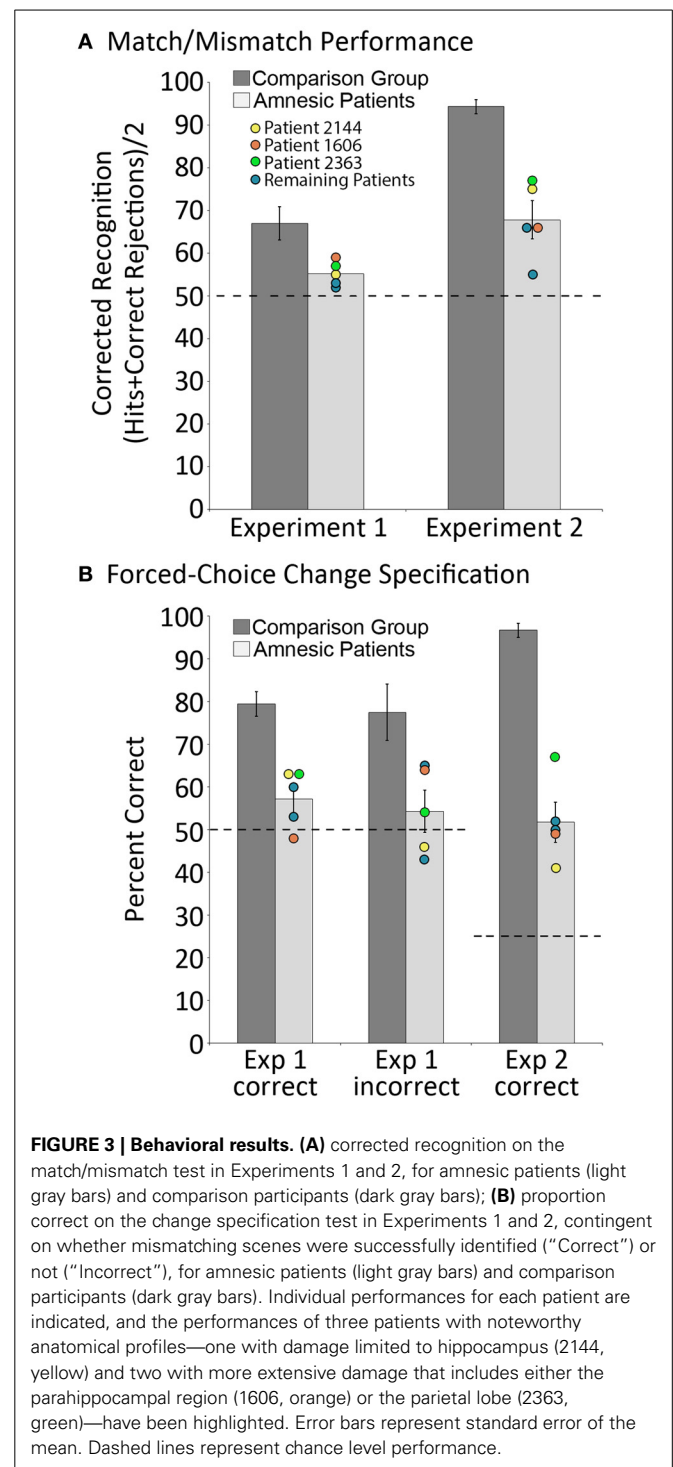 A Match/Mismatch Performance
Corrected Recognition
(Hits+Correct Rejections)/2
100
90
80
70
60
50
40
30
20
10
0
Comparison Group
Amnesic Patients
Patient 2144
Patient 1606
Patient 2363
Remaining Patients
Experiment 1 Experiment 2
B Forced-Choice Change Specification
Percent Correct
100
90
80
70
60
50
40
30
20
10
0
Comparison Group
Amnesic Patients
Exp 1 Exp 1 Exp 2
correct incorrect correct
FIGURE 3 | Behavioral results. (A) corrected recognition on the
match/mismatch test in Experiments 1 and 2, for amnesic patients (light
gray bars) and comparison participants (dark gray bars); (B) proportion
correct on the change specification test in Experiments 1 and 2, contingent
on whether mismatching scenes were successfully identified (“Correct”) or
not (“Incorrect”), for amnesic patients (light gray bars) and comparison
participants (dark gray bars). Individual performances for each patient are
indicated, and the performances of three patients with noteworthy
anatomical profiles—one with damage limited to hippocampus (2144,
yellow) and two with more extensive damage that includes either the
parahippocampal region (1606, orange) or the parietal lobe (2363,
green)—have been highlighted. Error bars represent standard error of the
mean. Dashed lines represent chance level performance.